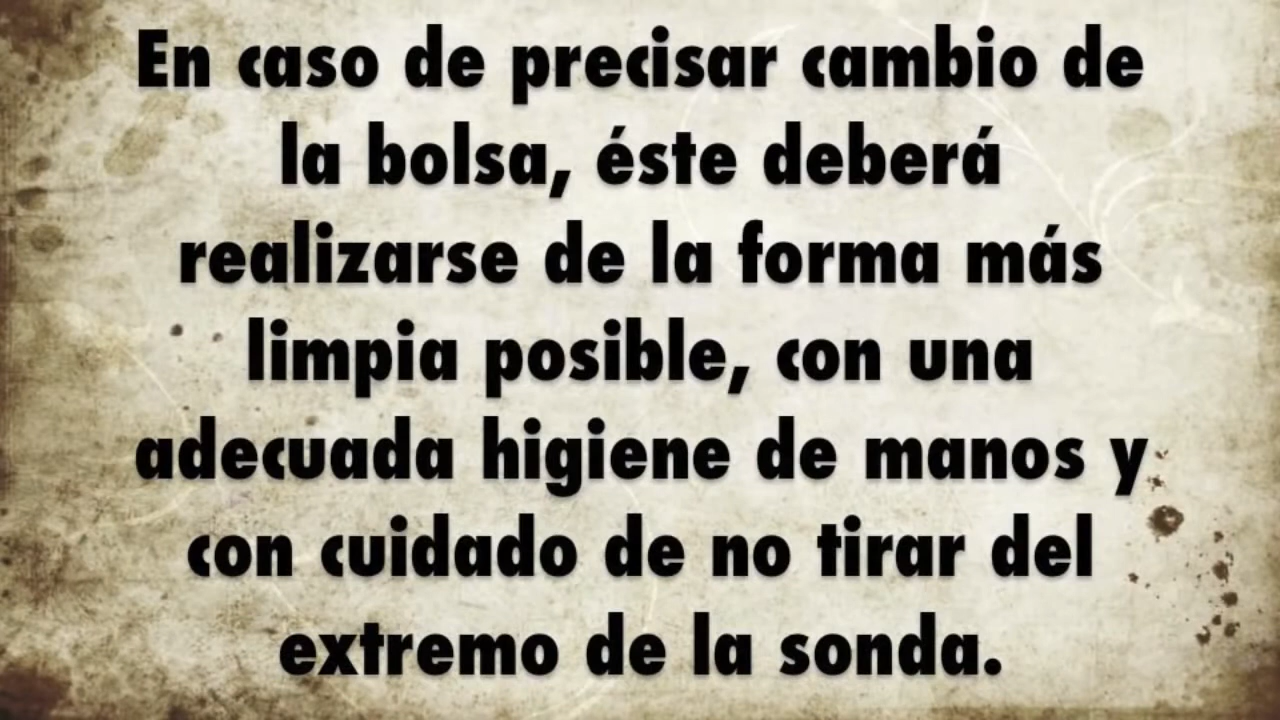 En caso de precisar cambio de
la bolsa, éste deberá
realizarse de la forma más
limpia posible, con una
adecuada higiene de manos y
con cuidado de no tirar del
extremo de la sonda.